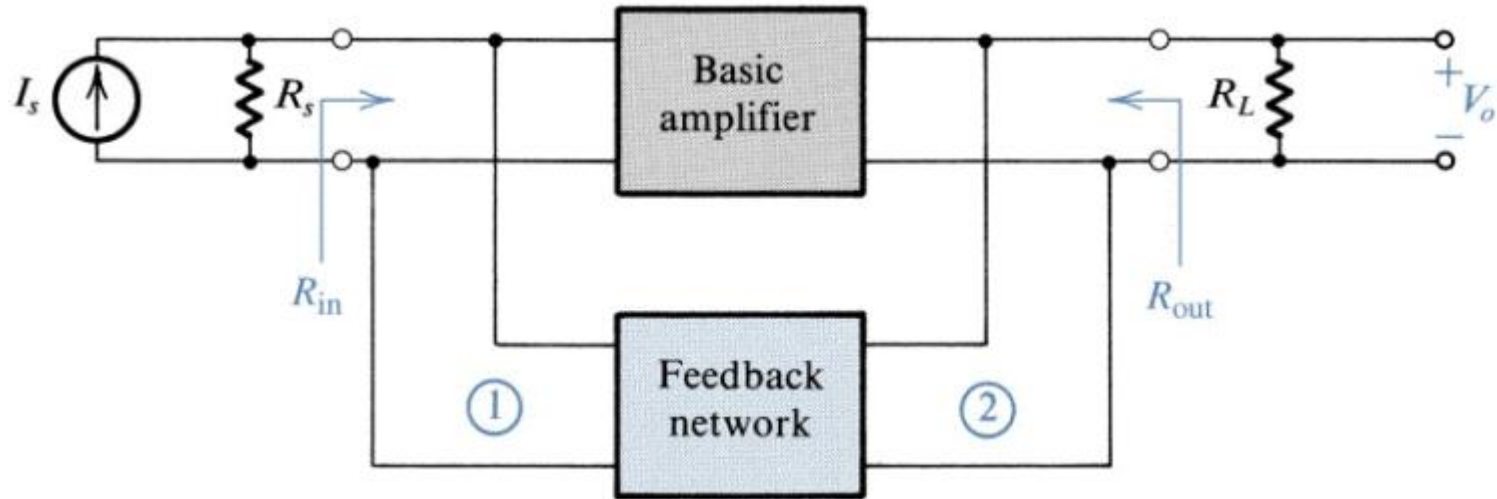 Basic
amplifier
I_s
R_s
R_L
+
V_o
−
R_in
R_out
Feedback
network
1
2